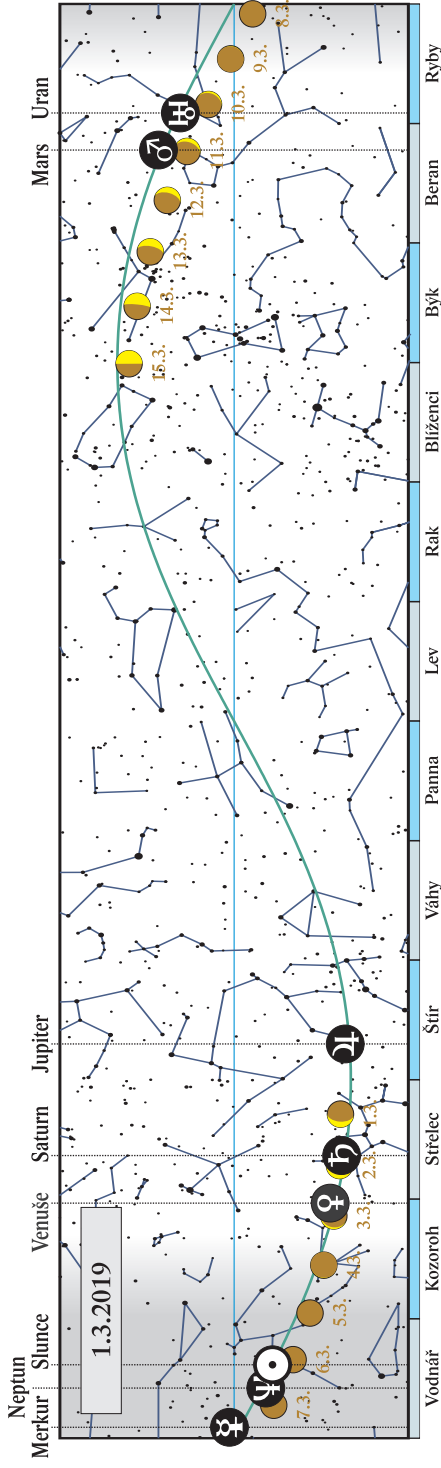 Neptun
Merkur Slunce Venuše Saturn Jupiter Mars Uran
1.3.2019
7.3. 6.3. 5.3. 4.3. 3.3. 2.3. 1.3. 15.3. 14.3. 13.3. 12.3. 11.3. 10.3. 9.3. 8.3.
Vodnář Kozoroh Střelec Štír Váhy Panna Lev Rak Blíženci Býk Beran Ryby